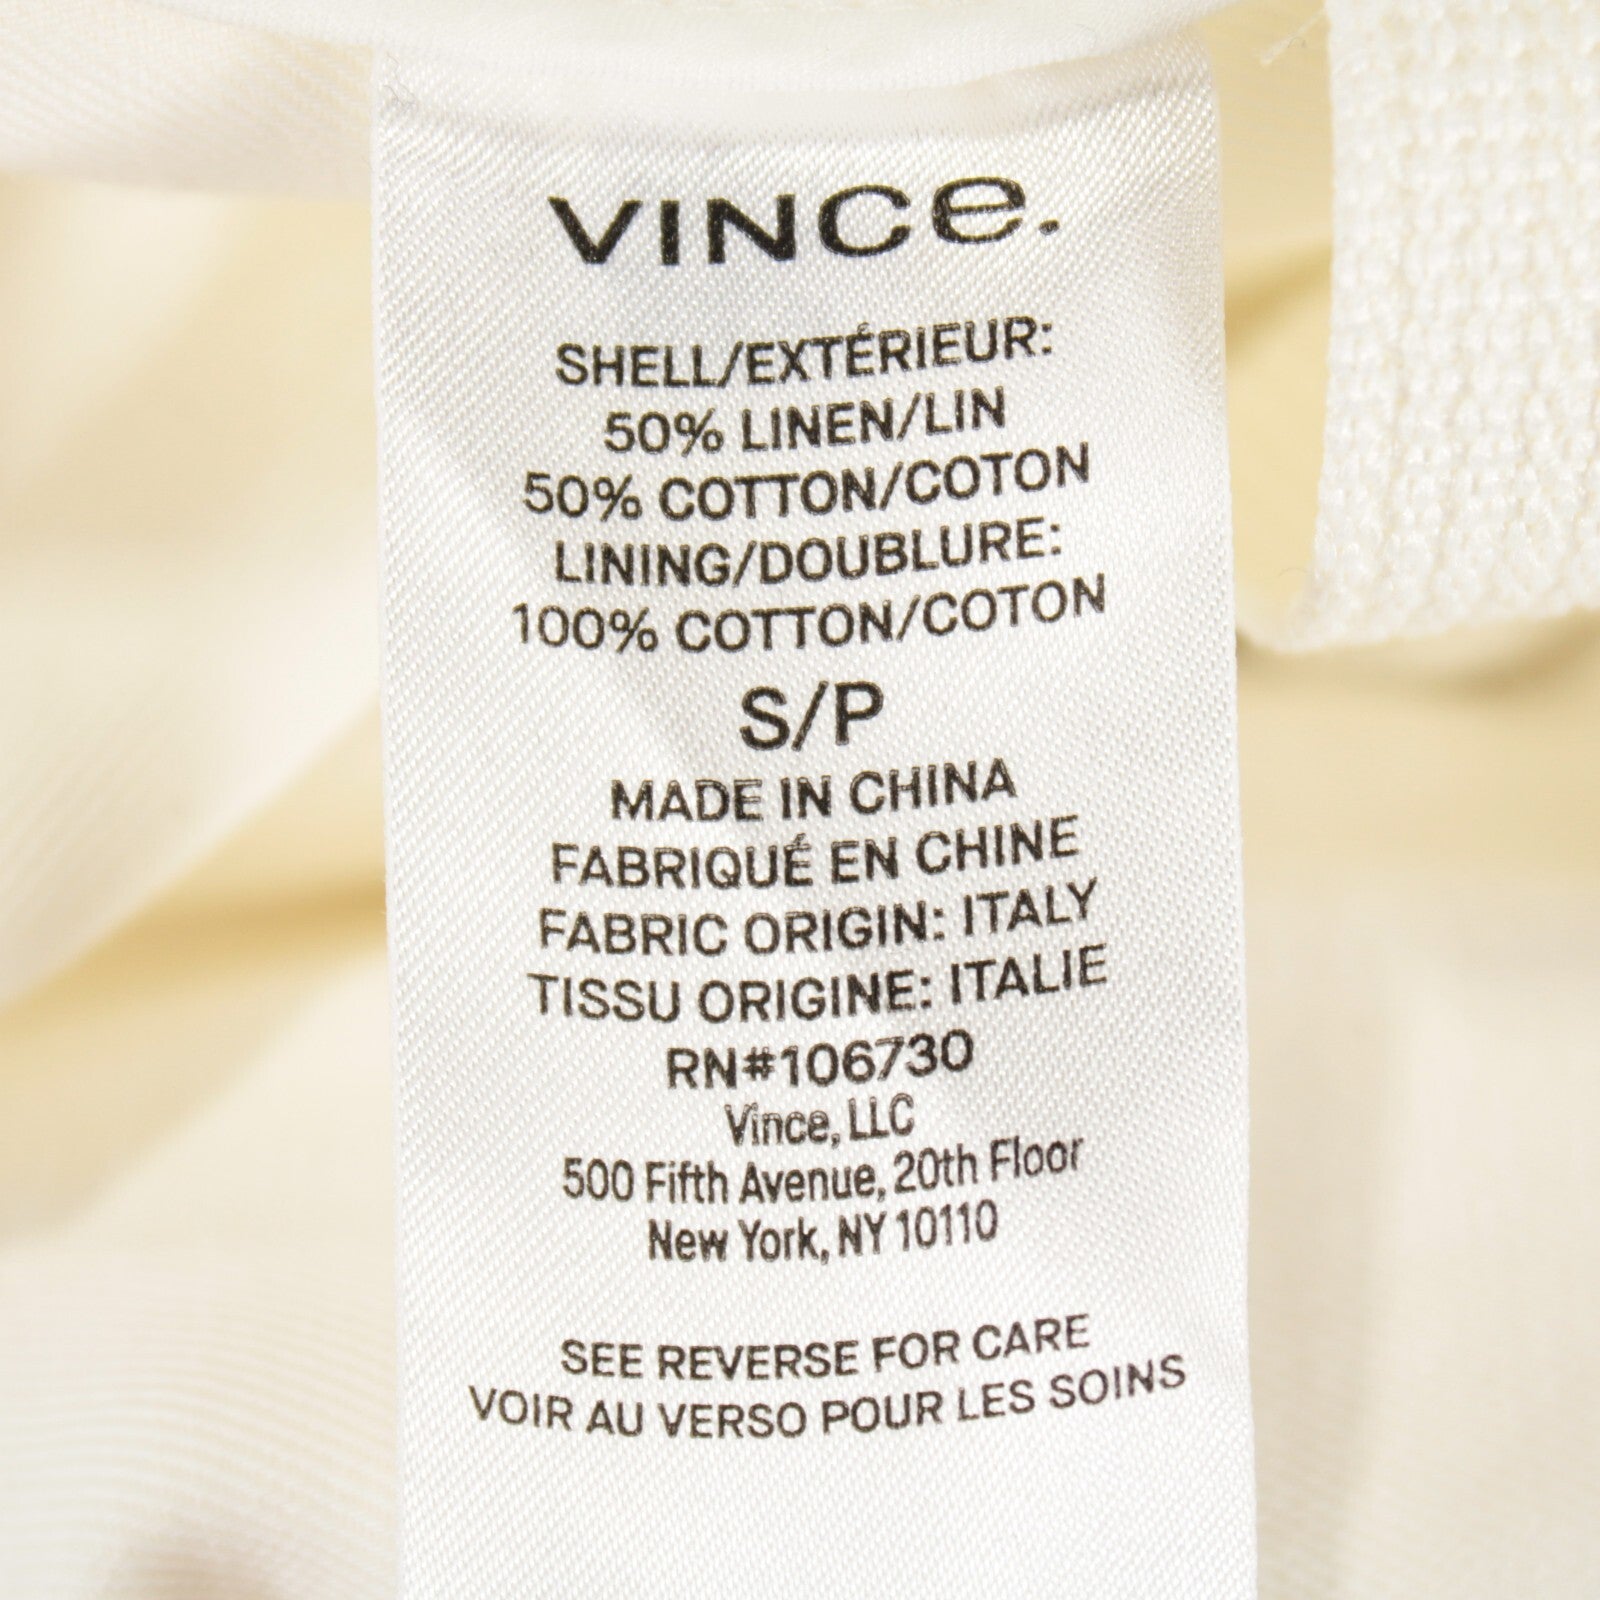 VINCe.
SHELL/EXTÉRIEUR:
50% LINEN/LIN
50% COTTON/COTON
LINING/DOUBLURE:
100% COTTON/COTON
S/P
MADE IN CHINA
FABRIQUÉ EN CHINE
FABRIC ORIGIN: ITALY
TISSU ORIGINE: ITALIE
RN#106730
Vince, LLC
500 Fifth Avenue, 20th Floor
New York, NY 10110
SEE REVERSE FOR CARE
VOIR AU VERSO POUR LES SOINS